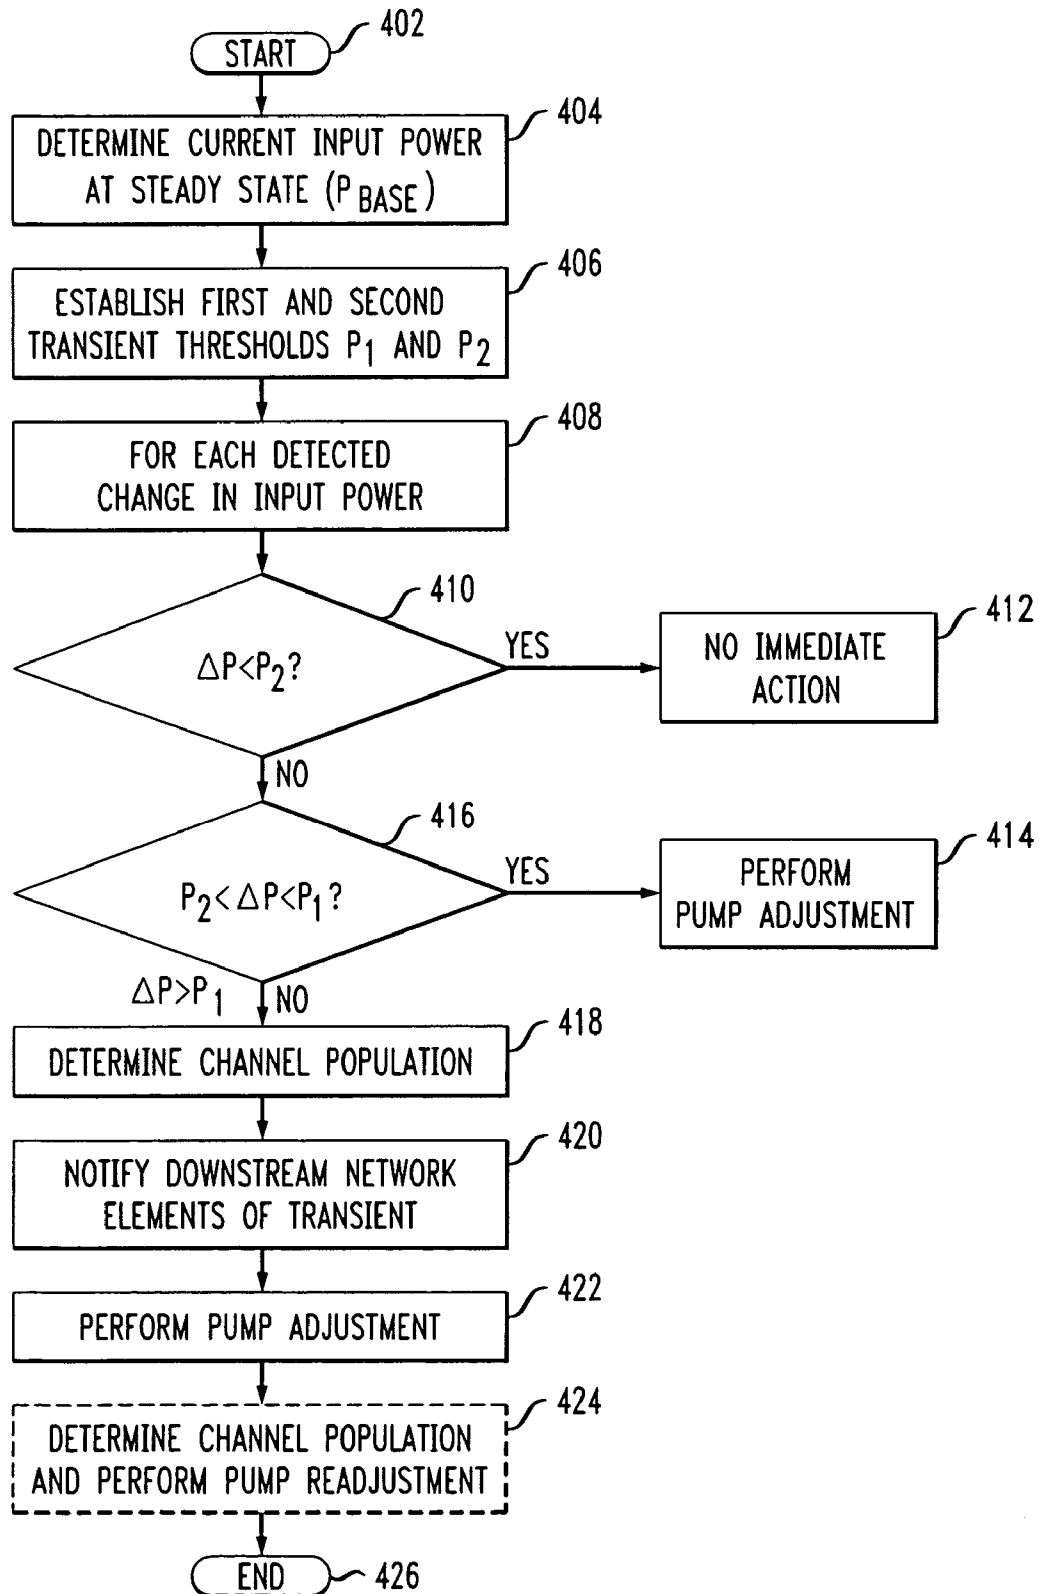 402
START
404
DETERMINE CURRENT INPUT POWER
AT STEADY STATE (P BASE)
406
ESTABLISH FIRST AND SECOND
TRANSIENT THRESHOLDS P1 AND P2
408
FOR EACH DETECTED
CHANGE IN INPUT POWER
410
ΔP<P2?
YES
412
NO IMMEDIATE
ACTION
NO
416
P2<ΔP<P1?
YES
414
PERFORM
PUMP ADJUSTMENT
ΔP>P1
NO
418
DETERMINE CHANNEL POPULATION
420
NOTIFY DOWNSTREAM NETWORK
ELEMENTS OF TRANSIENT
422
PERFORM PUMP ADJUSTMENT
424
DETERMINE CHANNEL POPULATION
AND PERFORM PUMP READJUSTMENT
END
426